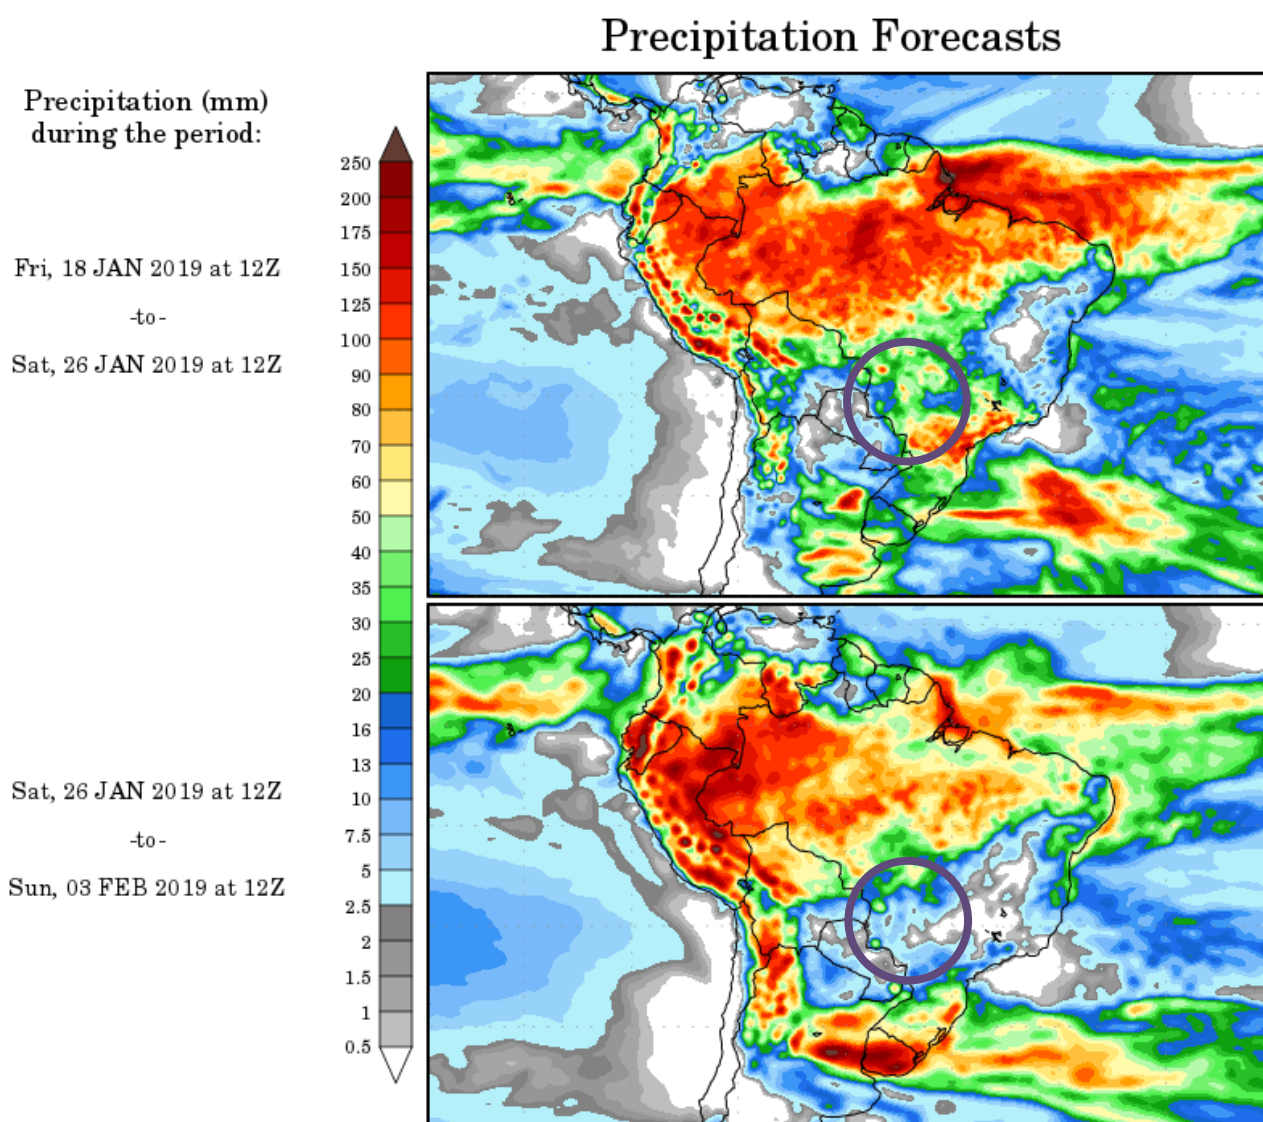 Precipitation Forecasts
Precipitation (mm)
during the period:
Fri, 18 JAN 2019 at 12Z
-to-
Sat, 26 JAN 2019 at 12Z
Sat, 26 JAN 2019 at 12Z
-to-
Sun, 03 FEB 2019 at 12Z
250
200
175
150
125
100
90
80
70
60
50
40
35
30
25
20
16
13
10
7.5
5
2.5
2
1.5
1
0.5